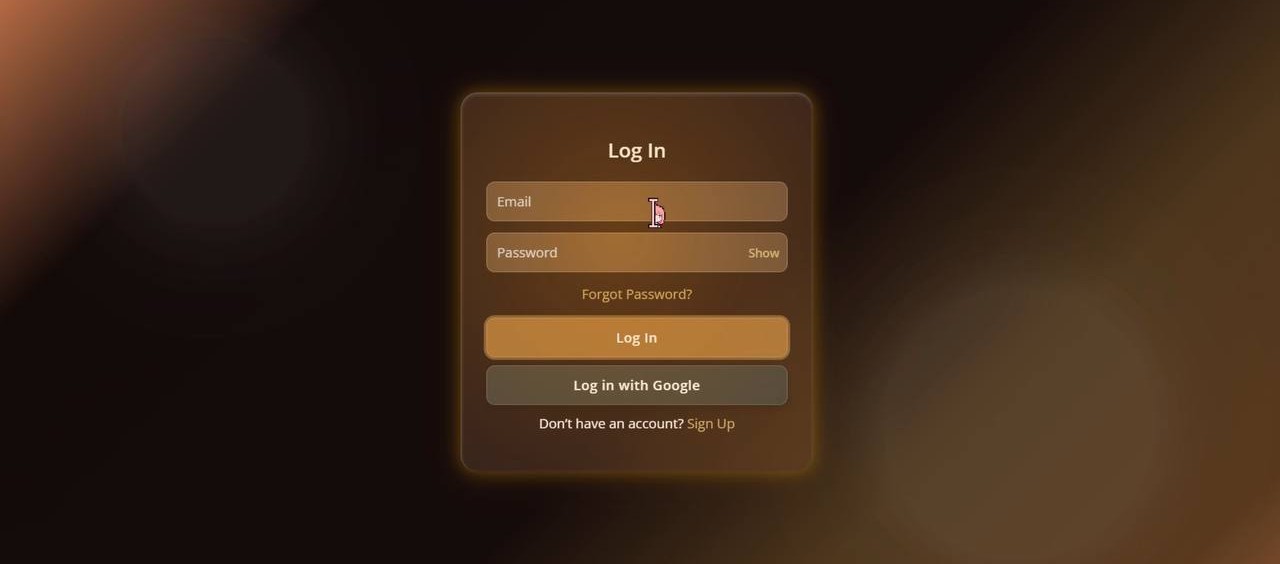 Log In
Email
Password Show
Forgot Password?
Log In
Log in with Google
Don’t have an account? Sign Up